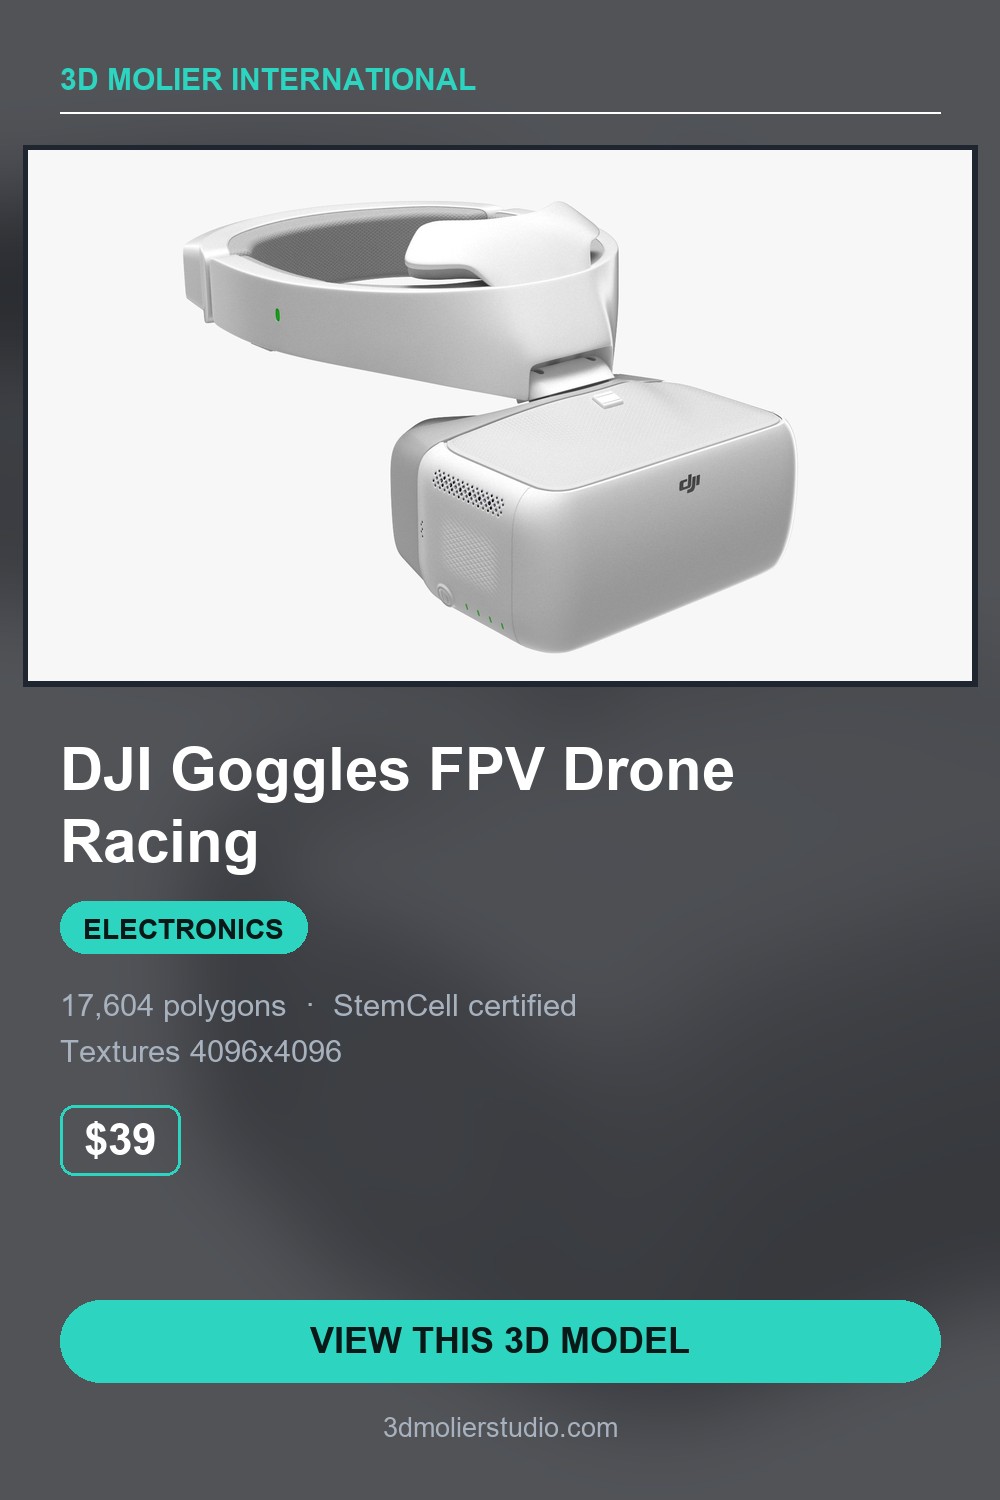 3D MOLIER INTERNATIONAL
dji
DJI Goggles FPV Drone
Racing
ELECTRONICS
17,604 polygons · StemCell certified
Textures 4096x4096
$39
VIEW THIS 3D MODEL
3dmolierstudio.com